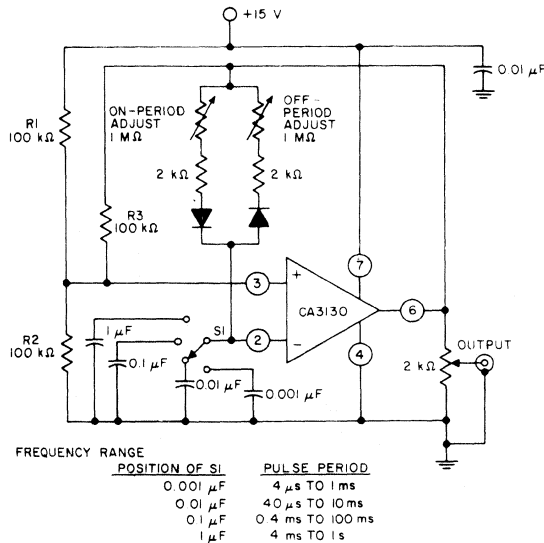 +15 V
0.01 µF
R1
100 kΩ
ON-PERIOD
ADJUST
1 MΩ
OFF-
PERIOD
ADJUST
1 MΩ
2 kΩ
2 kΩ
R3
100 kΩ
7
3
+
CA3130
6
R2
100 kΩ
1 µF
S1
2
–
4
0.1 µF
0.01 µF
0.001 µF
2 kΩ
OUTPUT
FREQUENCY RANGE
POSITION OF S1 PULSE PERIOD
0.001 µF 4 µs TO 1 ms
0.01 µF 40 µs TO 10 ms
0.1 µF 0.4 ms TO 100 ms
1 µF 4 ms TO 1 s